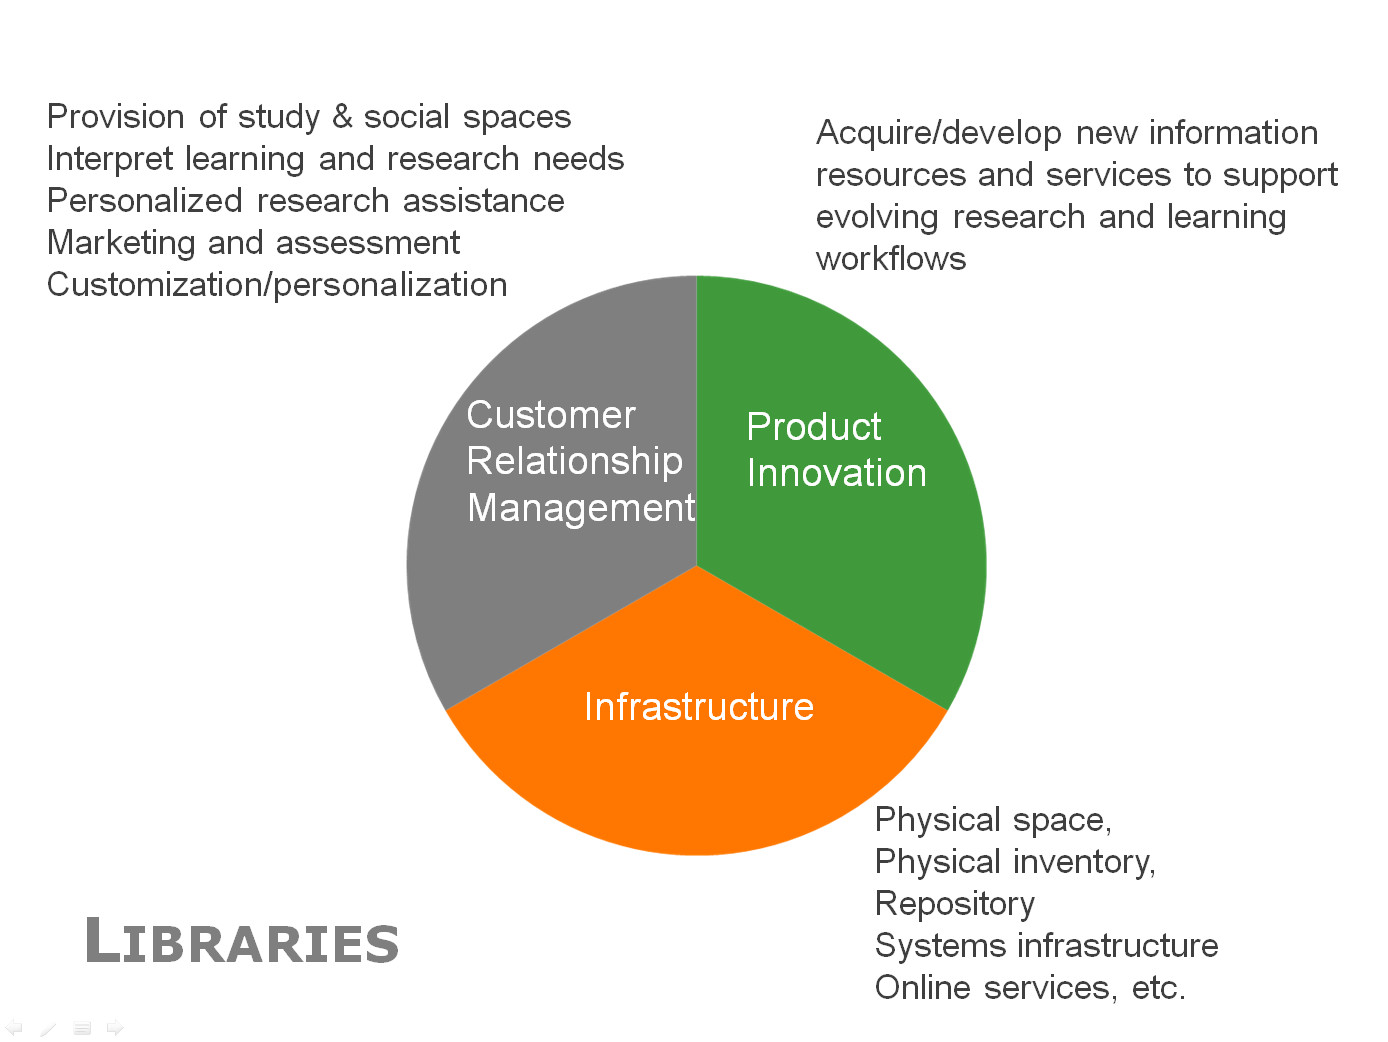 Provision of study & social spaces
Interpret learning and research needs
Personalized research assistance
Marketing and assessment
Customization/personalization
Acquire/develop new information
resources and services to support
evolving research and learning
workflows
Customer
Relationship
Management
Product
Innovation
Infrastructure
Physical space,
Physical inventory,
Repository
Systems infrastructure
Online services, etc.
LIBRARIES